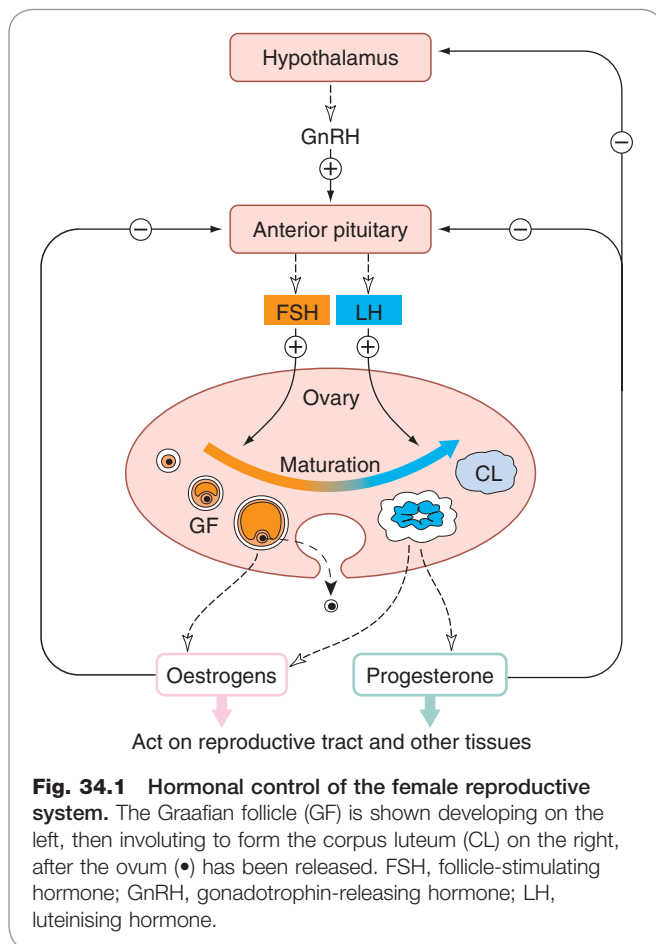 Hypothalamus
GnRH
+
−
Anterior pituitary
−
−
FSH
LH
+
+
Ovary
Maturation
CL
GF
Oestrogens
Progesterone
Act on reproductive tract and other tissues
Fig. 34.1 Hormonal control of the female reproductive
system. The Graafian follicle (GF) is shown developing on the
left, then involuting to form the corpus luteum (CL) on the right,
after the ovum (•) has been released. FSH, follicle-stimulating
hormone; GnRH, gonadotrophin-releasing hormone; LH,
luteinising hormone.